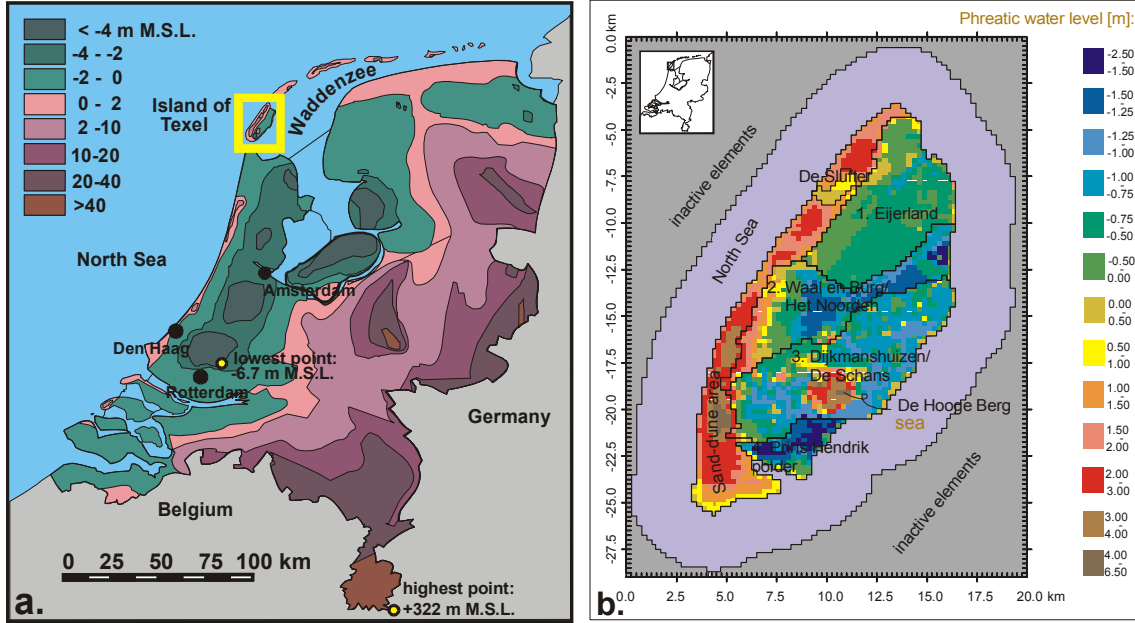 < -4 m M.S.L.
-4 - -2
-2 - 0
0 - 2
2 -10
10-20
20-40
>40
Island of
Texel
Waddenzee
North Sea
Amsterdam
Den Haag
lowest point:
-6.7 m M.S.L.
Rotterdam
Germany
Belgium
0 25 50 75 100 km
highest point:
+322 m M.S.L.
a.
Phreatic water level [m]:
0.0 km
-2.5
-5.0
-7.5
-10.0
-12.5
-15.0
-17.5
-20.0
-22.5
-25.0
-27.5
inactive elements
North Sea
De Slufter
1. Eijerland
2. Waal en Burg/
Het Noorden
3. Dijkmanshuizen/
De Schans
De Hooge Berg
sea
Sand-dune area
Prins Hendrik
polder
inactive elements
-2.50
-1.50
-1.50
-1.25
-1.25
-1.00
-1.00
-0.75
-0.75
-0.50
-0.50
0.00
0.00
0.50
0.50
1.00
1.00
1.50
1.50
2.00
2.00
3.00
3.00
4.00
4.00
6.50
b.
0.0 2.5 5.0 7.5 10.0 12.5 15.0 17.5 20.0 km